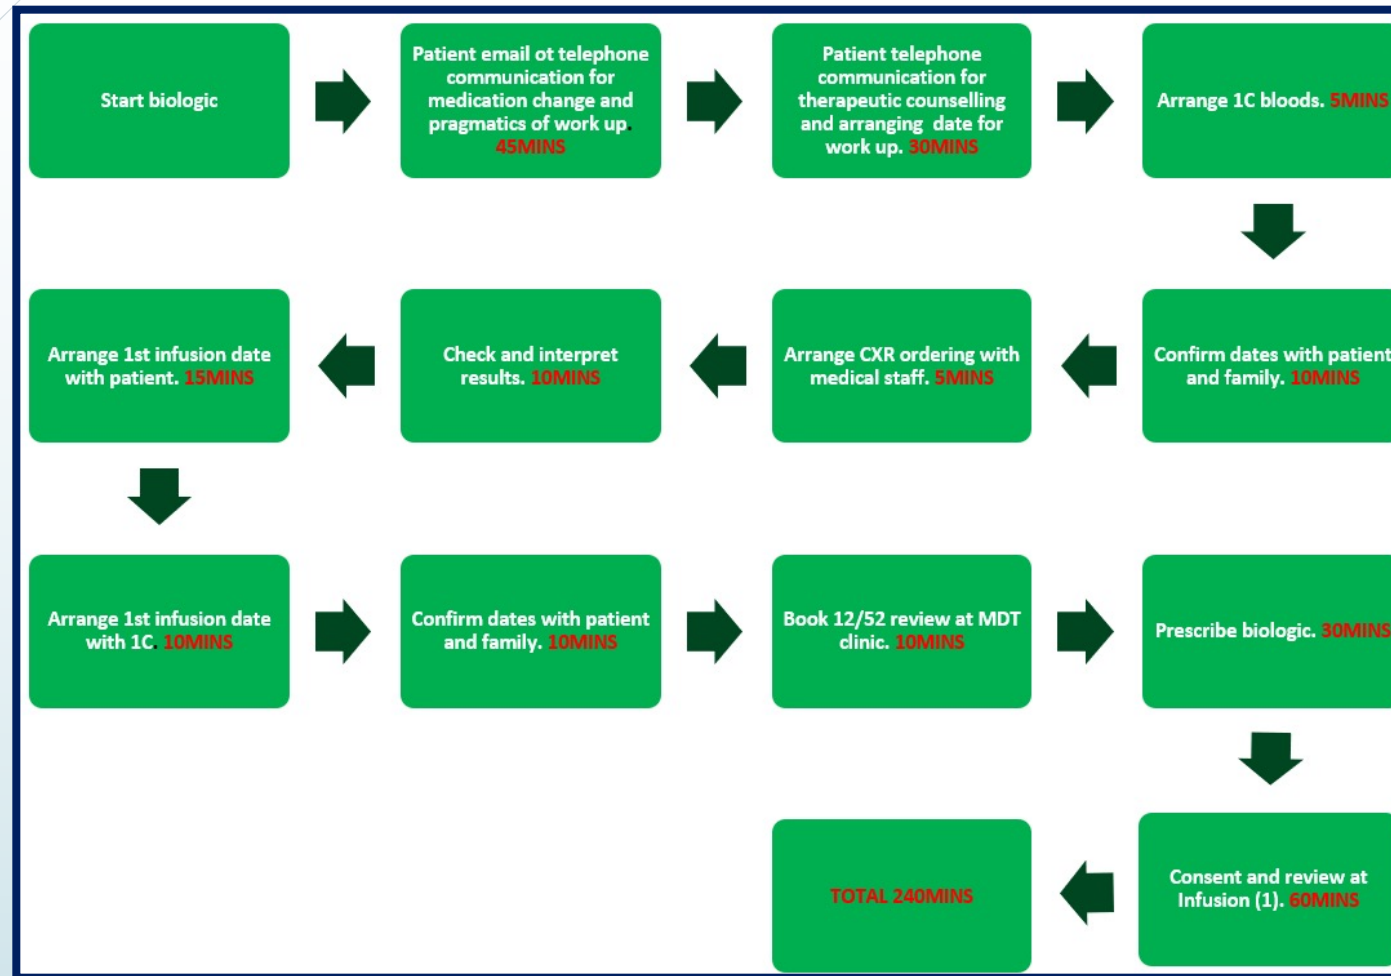 Start biologic
Patient email ot telephone
communication for
medication change and
pragmatics of work up.
45MINS
Patient telephone
communication for
therapeutic counselling
and arranging date for
work up. 30MINS
Arrange 1C bloods. 5MINS
Confirm dates with patient
and family. 10MINS
Arrange CXR ordering with
medical staff. 5MINS
Check and interpret
results. 10MINS
Arrange 1st infusion date
with patient. 15MINS
Arrange 1st infusion date
with 1C. 10MINS
Confirm dates with patient
and family. 10MINS
Book 12/52 review at MDT
clinic. 10MINS
Prescribe biologic. 30MINS
Consent and review at
Infusion (1). 60MINS
TOTAL 240MINS